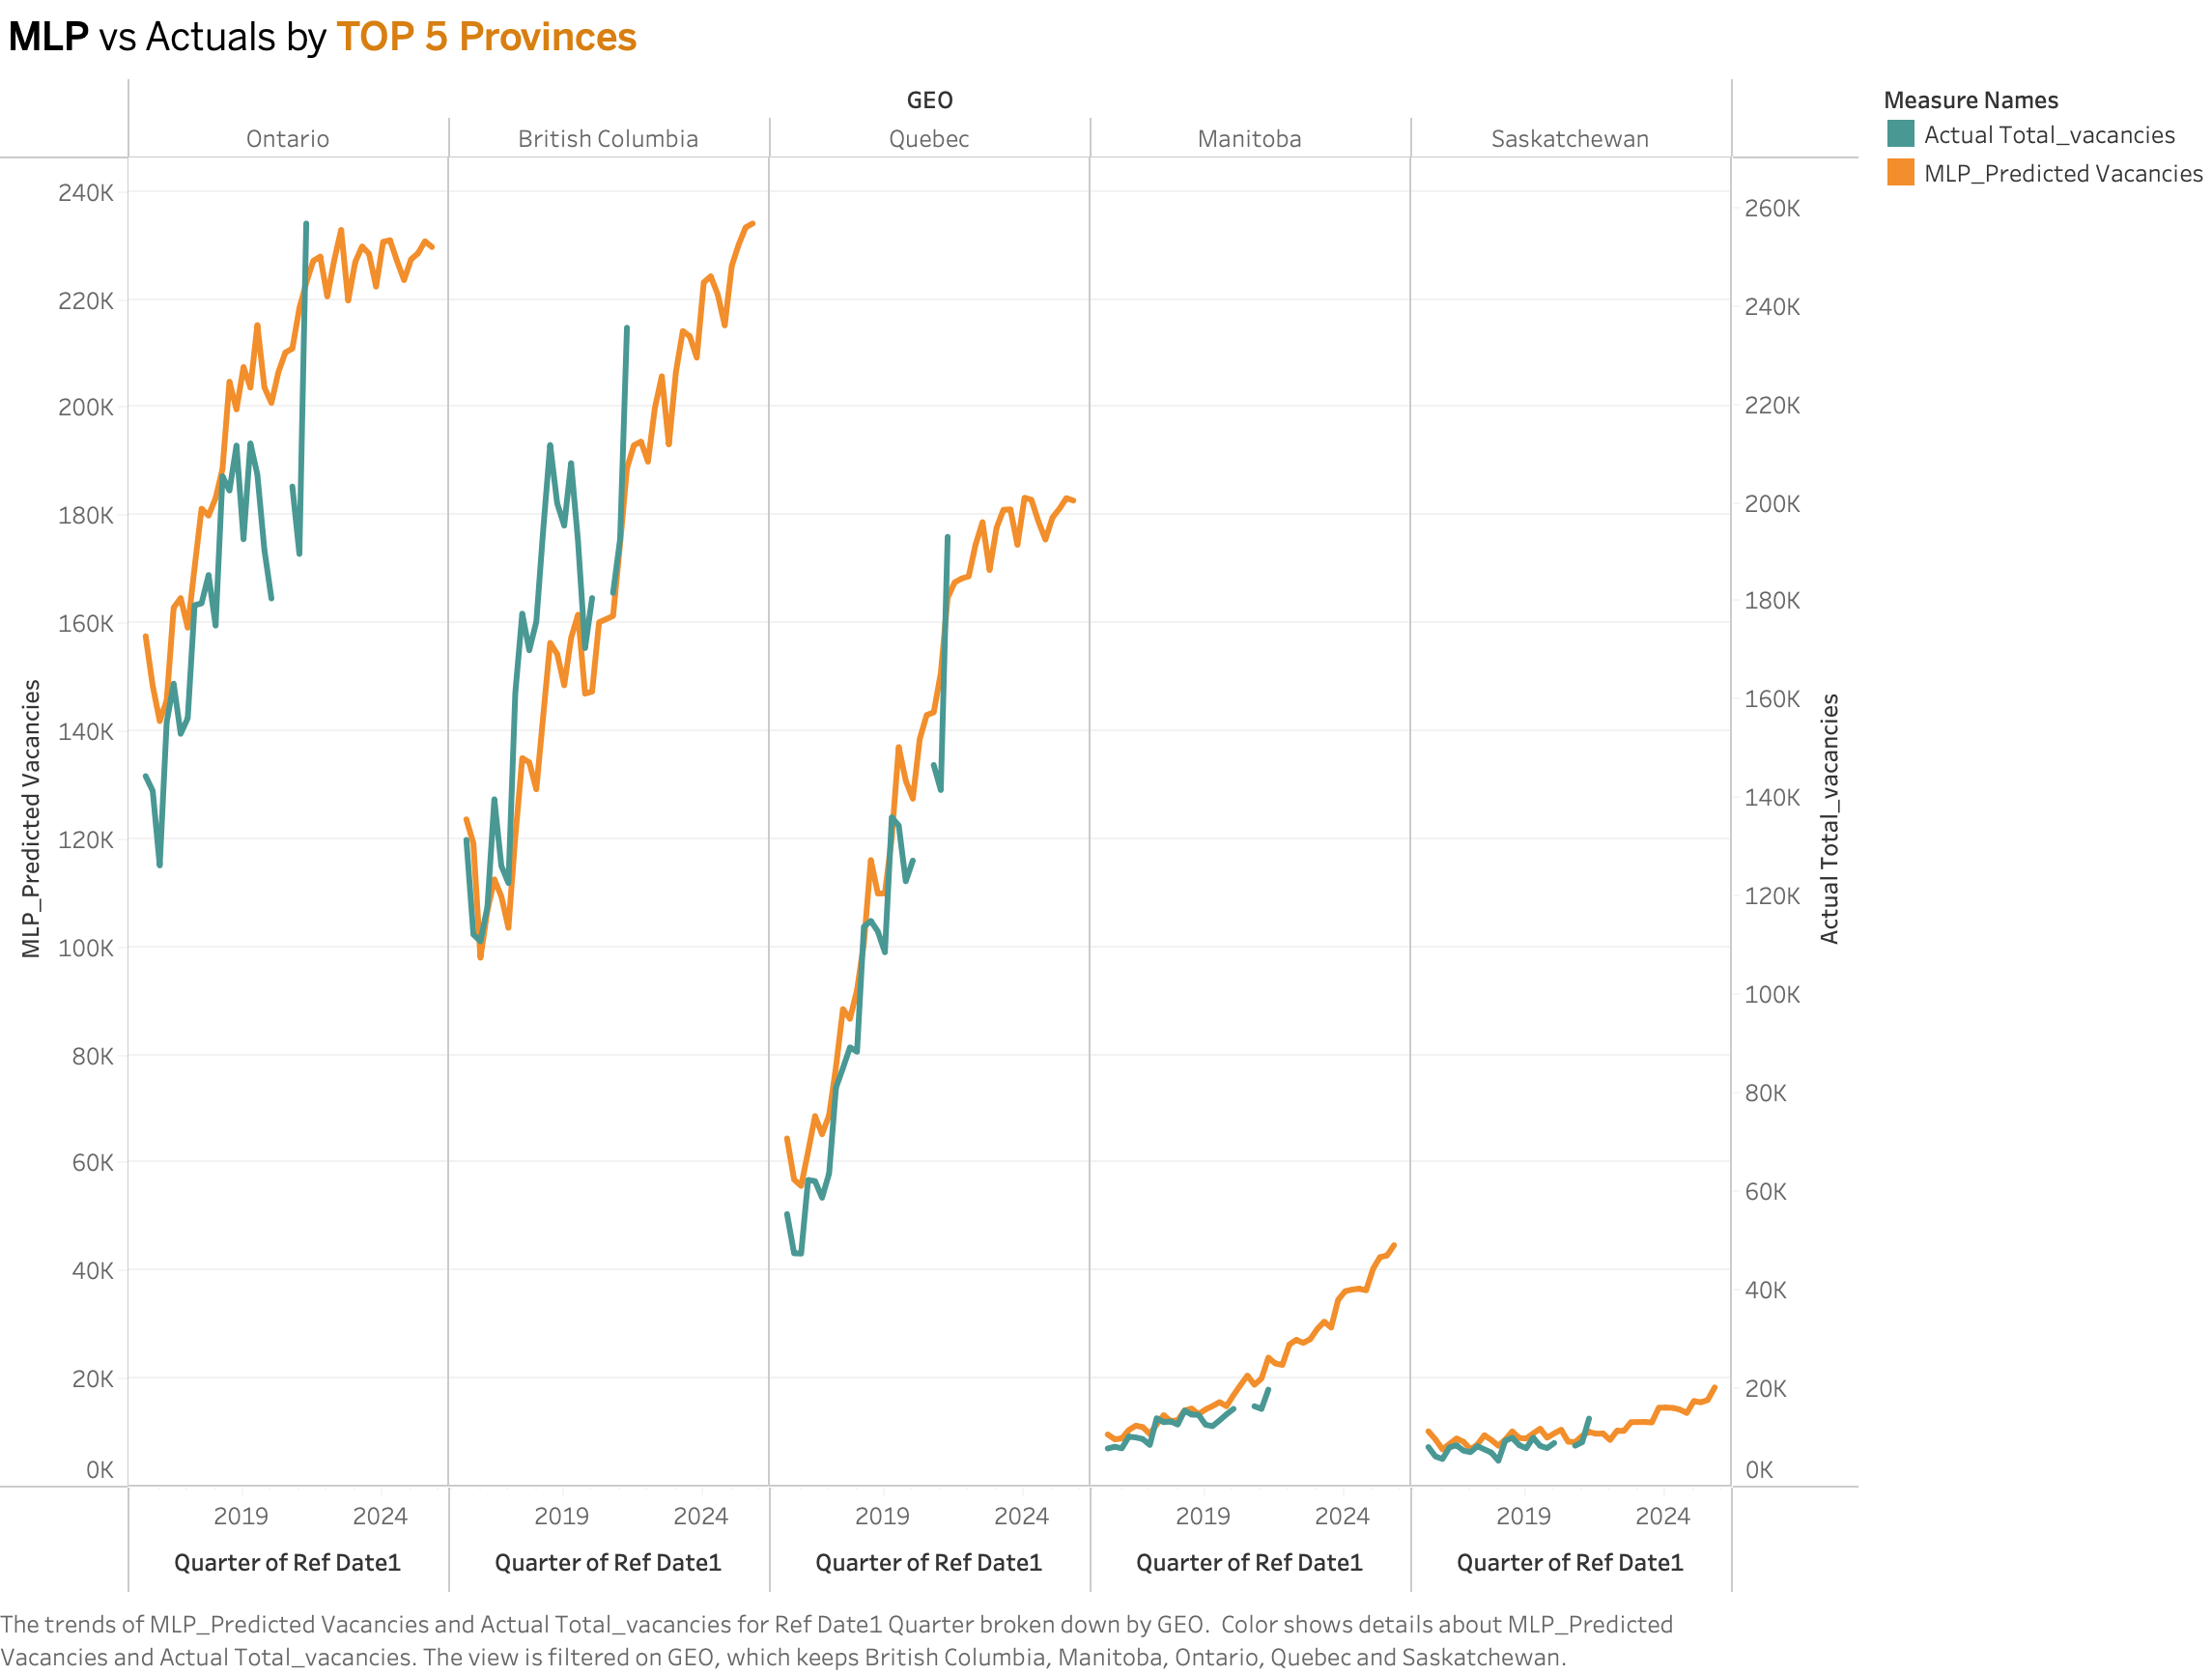 MLP vs Actuals by TOP 5 Provinces
GEO
Ontario British Columbia Quebec Manitoba Saskatchewan
Measure Names
Actual Total_vacancies
MLP_Predicted Vacancies
MLP_Predicted Vacancies
240K
220K
200K
180K
160K
140K
120K
100K
80K
60K
40K
20K
0K
260K
240K
220K
200K
180K
160K
140K
120K
100K
80K
60K
40K
20K
0K
Actual Total_vacancies
2019 2024 2019 2024 2019 2024 2019 2024 2019 2024
Quarter of Ref Date1 Quarter of Ref Date1 Quarter of Ref Date1 Quarter of Ref Date1 Quarter of Ref Date1
The trends of MLP_Predicted Vacancies and Actual Total_vacancies for Ref Date1 Quarter broken down by GEO.  Color shows details about MLP_Predicted
Vacancies and Actual Total_vacancies. The view is filtered on GEO, which keeps British Columbia, Manitoba, Ontario, Quebec and Saskatchewan.